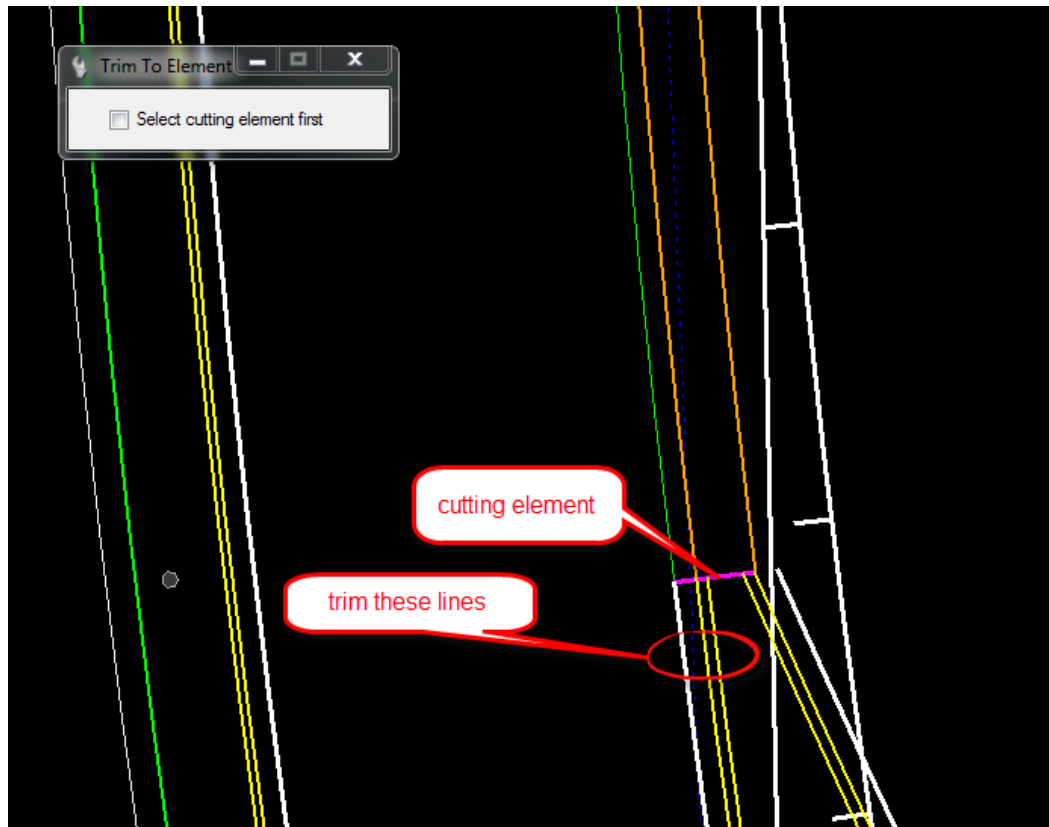 Trim To Element
Select cutting element first
cutting element
trim these lines